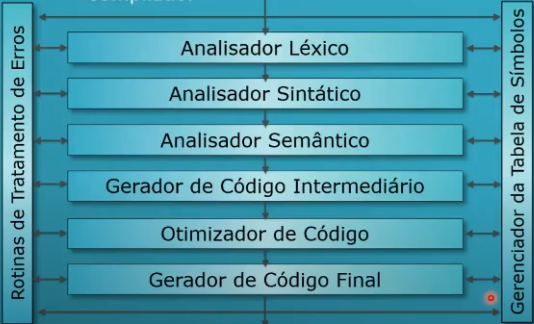 Rotinas de Tratamento de Erros
Analisador Léxico
Analisador Sintático
Analisador Semântico
Gerador de Código Intermediário
Otimizador de Código
Gerador de Código Final
Gerenciador da Tabela de Símbolos